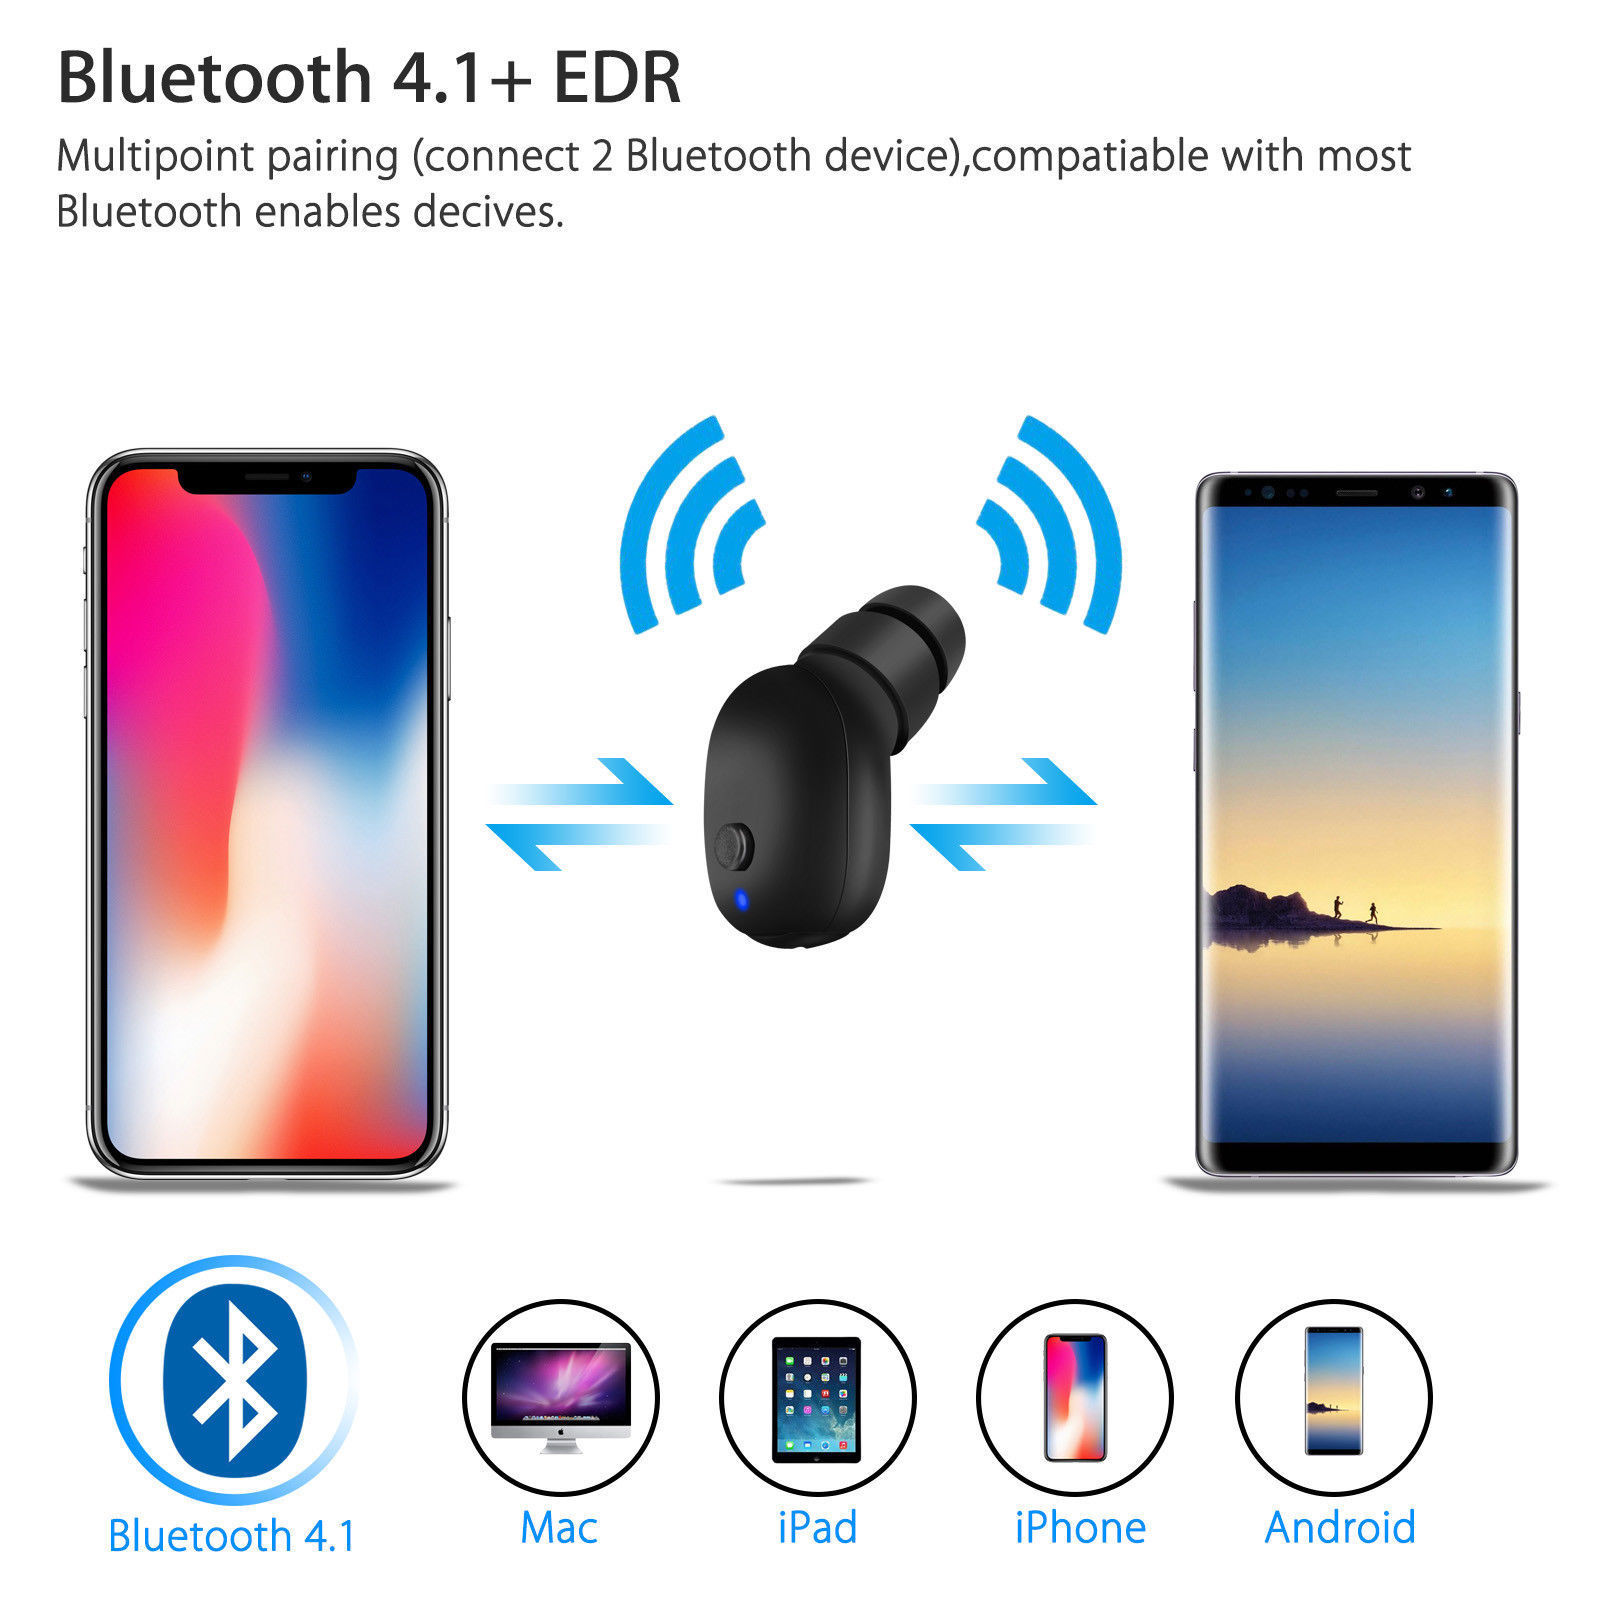 Bluetooth 4.1+ EDR
Multipoint pairing (connect 2 Bluetooth device),compatiable with most
Bluetooth enables decives.
Bluetooth 4.1
Mac
iPad
iPhone
Android